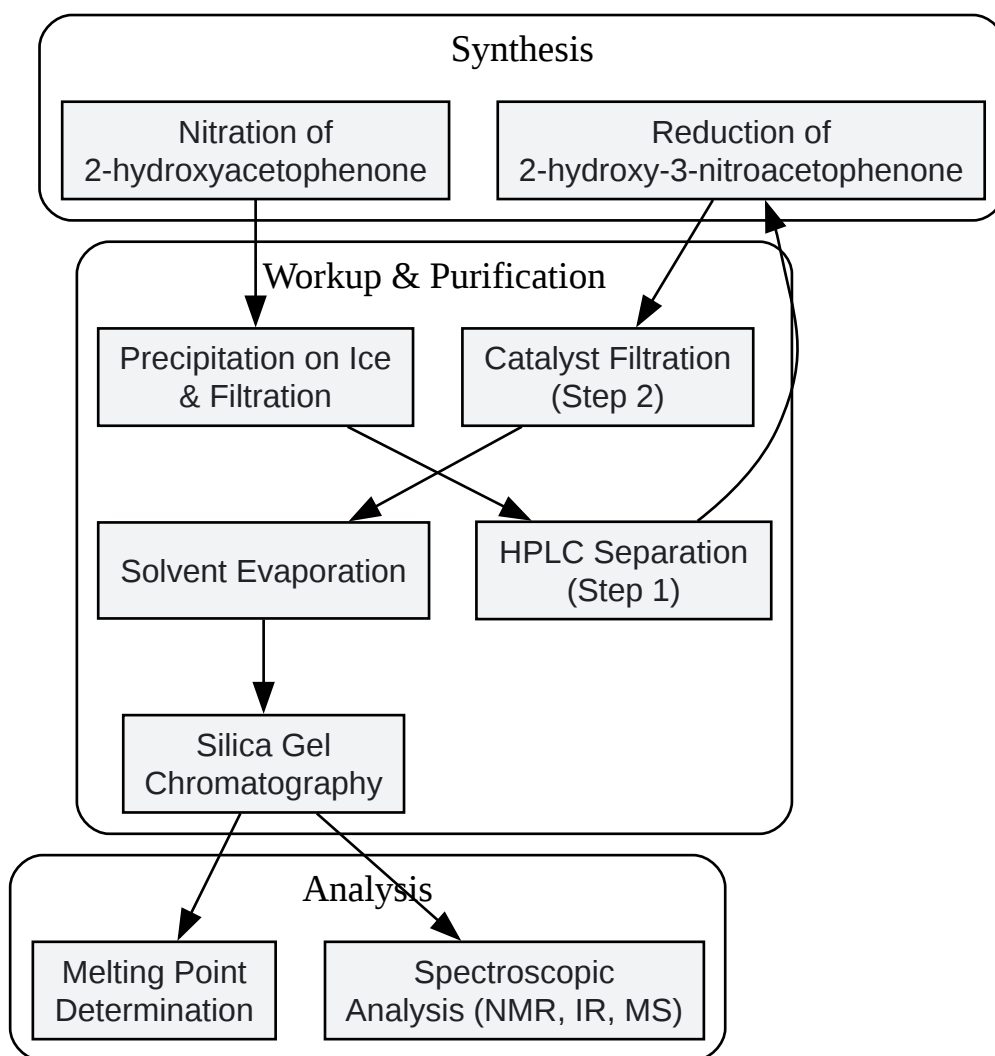 Synthesis
Nitration of
2-hydroxyacetophenone
Reduction of
2-hydroxy-3-nitroacetophenone
Workup & Purification
Precipitation on Ice
& Filtration
Catalyst Filtration
(Step 2)
Solvent Evaporation
HPLC Separation
(Step 1)
Silica Gel
Chromatography
Analysis
Melting Point
Determination
Spectroscopic
Analysis (NMR, IR, MS)